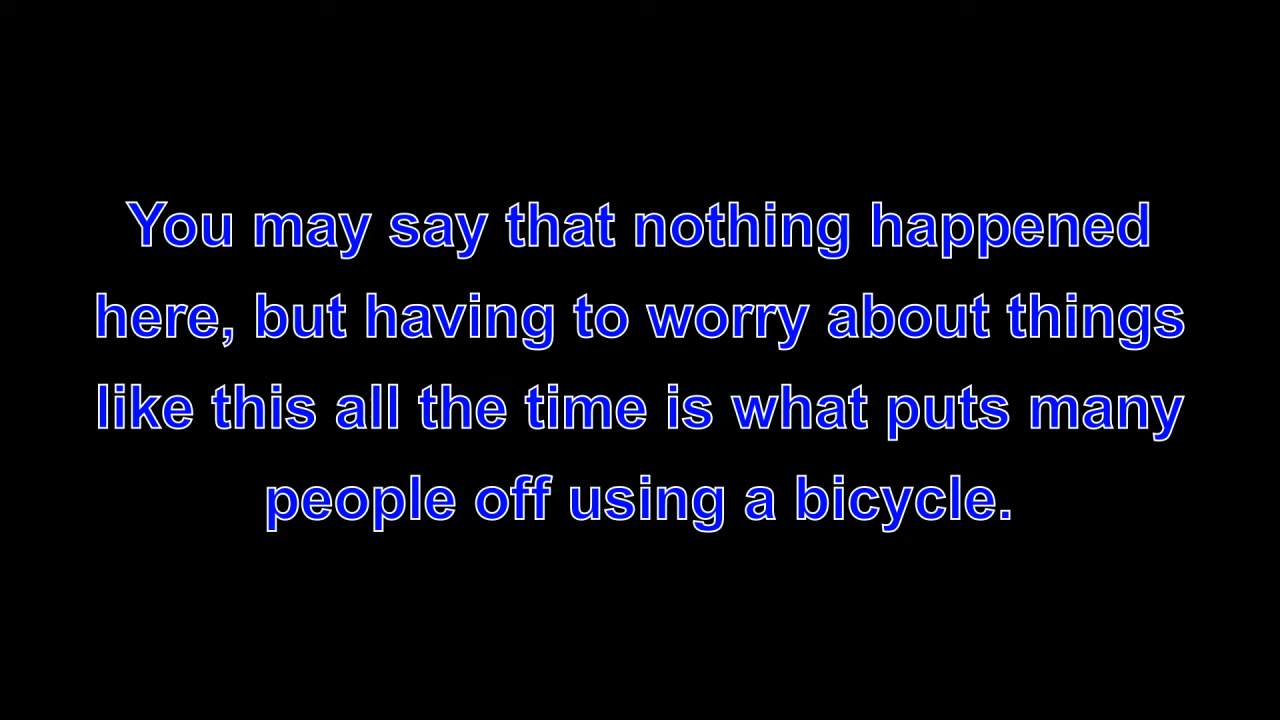 You may say that nothing happened
here, but having to worry about things
like this all the time is what puts many
people off using a bicycle.